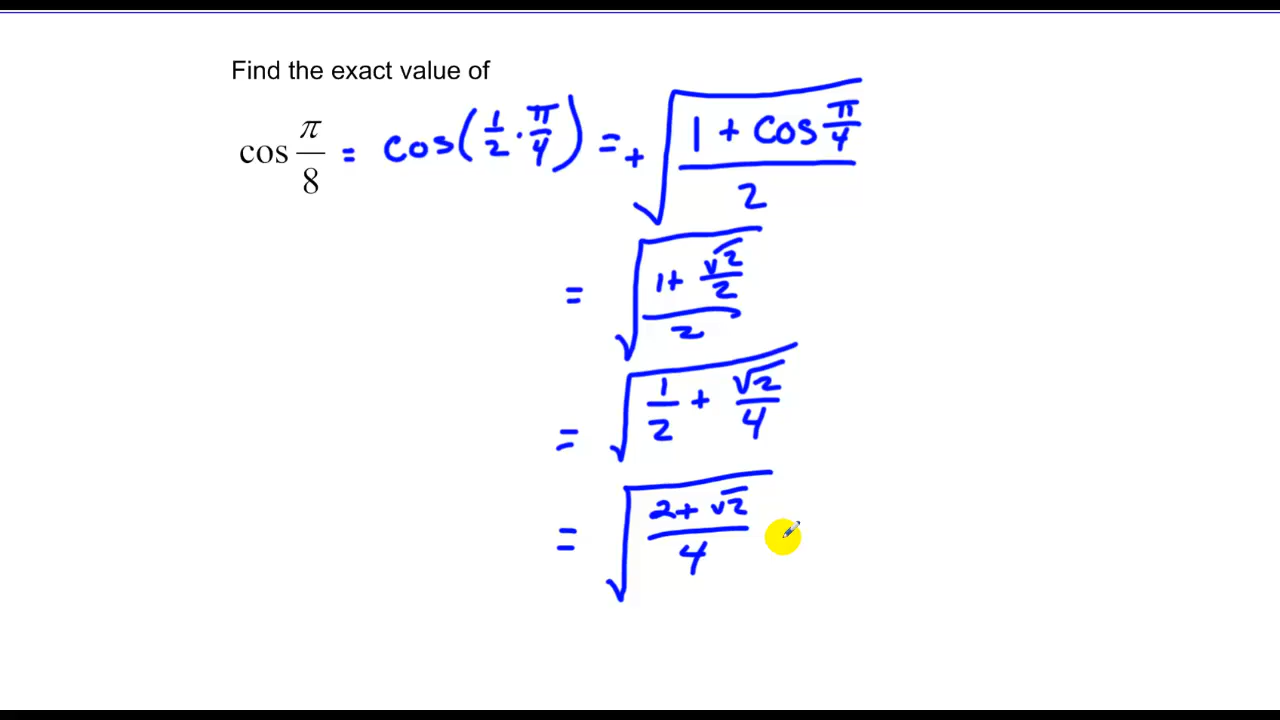 Find the exact value of
cos π/8 = cos(1/2 · π/4) = +√((1 + cos π/4)/2)
= √((1 + √2/2)/2)
= √(1/2 + √2/4)
= √((2 + √2)/4)